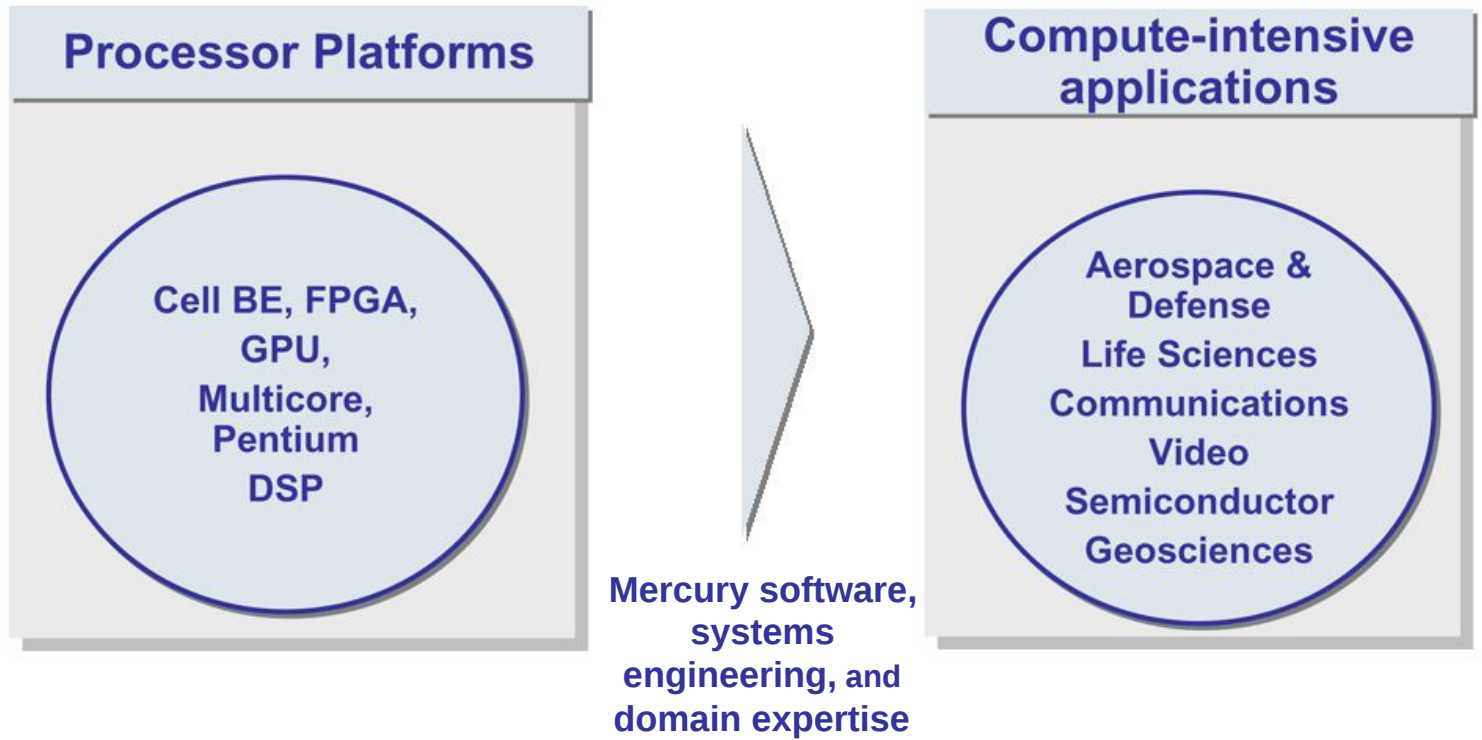 Processor Platforms
Cell BE, FPGA,
GPU,
Multicore,
Pentium
DSP
Mercury software,
systems
engineering, and
domain expertise
Compute-intensive
applications
Aerospace &
Defense
Life Sciences
Communications
Video
Semiconductor
Geosciences